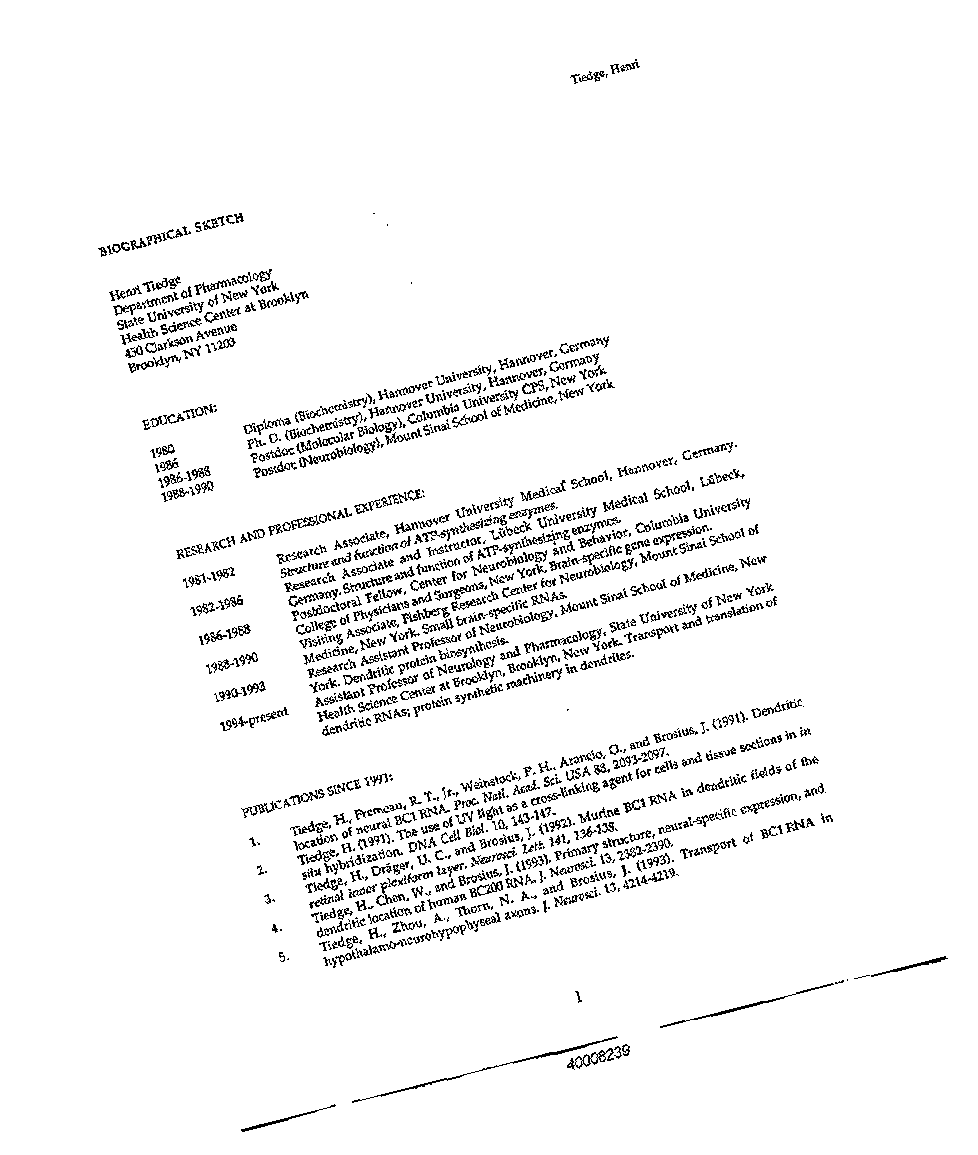 Tiedge, Henri
BIOGRAPHICAL SKETCH
Henri Tiedge
Department of Pharmacology
State University of New York
Health Science Center at Brooklyn
450 Clarkson Avenue
Brooklyn, NY 11203
EDUCATION:
1980 Diploma (Biochemistry), Hannover University, Hannover, Germany
1986 Ph. D. (Biochemistry), Hannover University, Hannover, Germany
1986-1988 Postdoc (Molecular Biology), Columbia University CPS, New York
1988-1990 Postdoc (Neurobiology), Mount Sinai School of Medicine, New York
RESEARCH AND PROFESSIONAL EXPERIENCE:
1981-1982 Research Associate, Hannover University Medical School, Hannover, Germany.
Structure and function of ATP-synthesizing enzymes.
1982-1986 Research Associate and Instructor, Lübeck University Medical School, Lübeck,
Germany. Structure and function of ATP-synthesizing enzymes.
1986-1988 Postdoctoral Fellow, Center for Neurobiology and Behavior, Columbia University
College of Physicians and Surgeons, New York. Brain-specific gene expression.
1988-1990 Visiting Associate, Fishberg Research Center for Neurobiology, Mount Sinai School of
Medicine, New York. Small brain-specific RNAs.
1990-1993 Research Assistant Professor of Neurobiology, Mount Sinai School of Medicine, New
York. Dendritic protein biosynthesis.
1994-present Assistant Professor of Neurology and Pharmacology, State University of New York
Health Science Center at Brooklyn, Brooklyn, New York. Transport and translation of
dendritic RNAs; protein synthetic machinery in dendrites.
PUBLICATIONS SINCE 1991:
1. Tiedge, H., Fremeau, R. T., Jr., Weinstock, P. H., Arancio, O., and Brosius, J. (1991). Dendritic
location of neural BC1 RNA. Proc. Natl. Acad. Sci. USA 88, 2093-2097.
2. Tiedge, H. (1991). The use of UV light as a cross-linking agent for cells and tissue sections in in
situ hybridization. DNA Cell Biol. 10, 143-147.
3. Tiedge, H., Dräger, U. C., and Brosius, J. (1992). Murine BC1 RNA in dendritic fields of the
retinal inner plexiform layer. Neurosci. Lett. 141, 136-138.
4. Tiedge, H., Chen, W., and Brosius, J. (1993). Primary structure, neural-specific expression, and
dendritic location of human BC200 RNA. J. Neurosci. 13, 2382-2390.
5. Tiedge, H., Zhou, A., Thorn, N. A., and Brosius, J. (1993). Transport of BC1 RNA in
hypothalamo-neurohypophyseal axons. J. Neurosci. 13, 4214-4219.
1
40008239